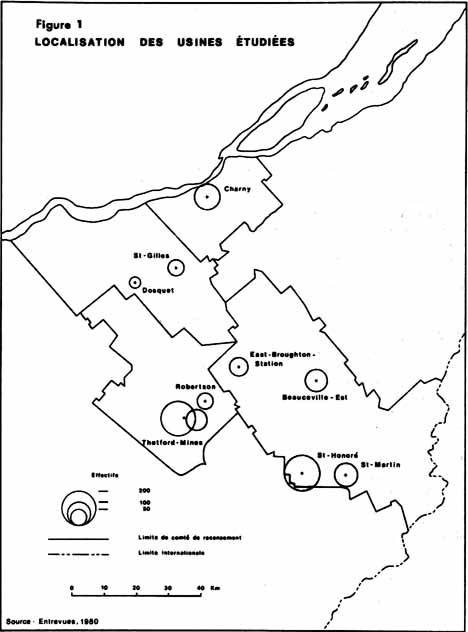 Figure 1
LOCALISATION DES USINES ÉTUDIÉES
Charny
St-Gilles
Dosquet
East-Broughton-
Station
Robertson
Beauceville-Est
Thetford-Mines
St-Honoré
St-Martin
Effectifs
200
100
50
Limite de comté de recensement
Limite internationale
0 10 20 30 40 Km
Source : Entrevues, 1980